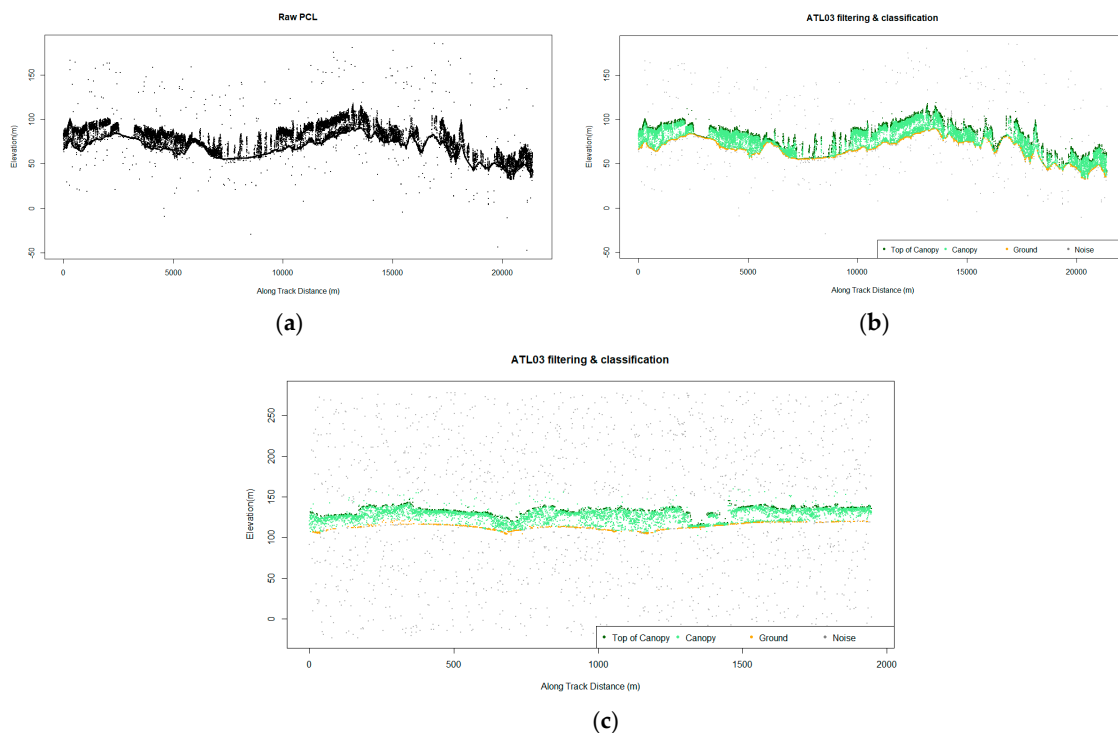 Raw PCL
Elevation(m)
150
100
50
0
-50
0 5000 10000 15000 20000
Along Track Distance (m)
(a)
ATL03 filtering & classification
Elevation(m)
150
100
50
0
-50
Top of Canopy Canopy Ground Noise
0 5000 10000 15000 20000
Along Track Distance (m)
(b)
ATL03 filtering & classification
Elevation(m)
250
200
150
100
50
0
Top of Canopy Canopy Ground Noise
0 500 1000 1500 2000
Along Track Distance (m)
(c)